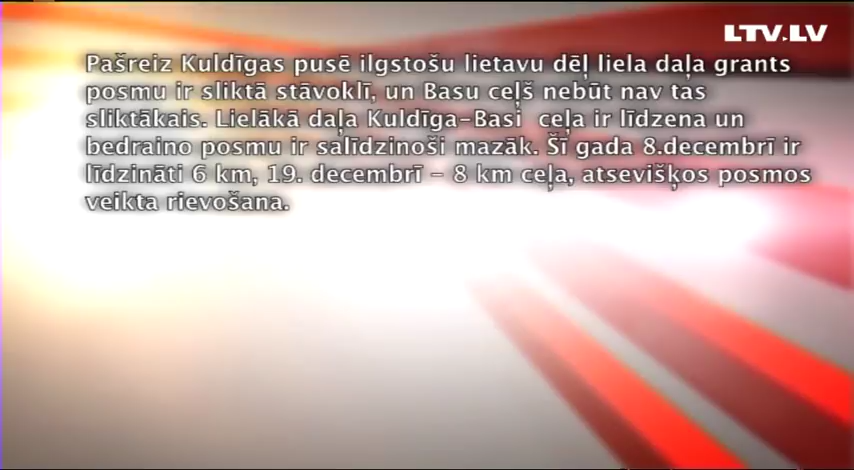 LTV.LV
Pašreiz Kuldīgas pusē ilgstošu lietavu dēļ liela daļa grants
posmu ir sliktā stāvoklī, un Basu ceļš nebūt nav tas
sliktākais. Lielākā daļa Kuldīga-Basi ceļa ir līdzena un
bedraino posmu ir salīdzinoši mazāk. Šī gada 8.decembrī ir
līdzināti 6 km, 19. decembrī - 8 km ceļa, atsevišķos posmos
veikta rievošana.